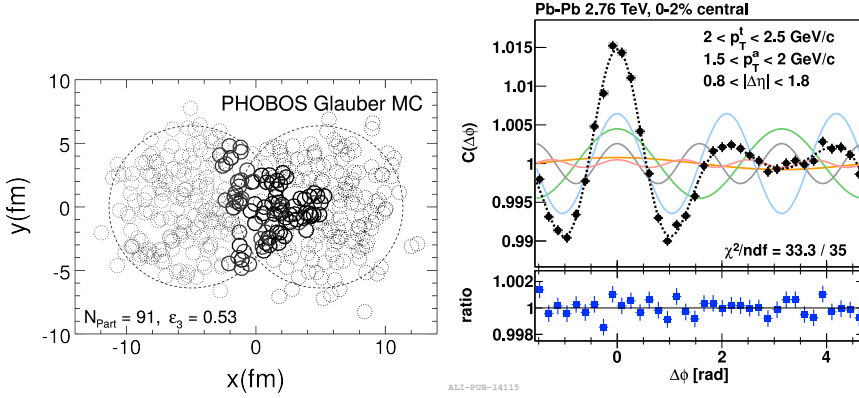 PHOBOS Glauber MC
y(fm)
10
5
0
-5
-10
N_Part = 91, ε_3 = 0.53
-10 0 10
x(fm)
Pb-Pb 2.76 TeV, 0-2% central
2 < p_T^t < 2.5 GeV/c
1.5 < p_T^a < 2 GeV/c
0.8 < |Δη| < 1.8
C(Δϕ)
1.015
1.01
1.005
1
0.995
0.99
χ²/ndf = 33.3 / 35
ratio
1.002
1
0.998
0 2 4
Δϕ [rad]
ALI-PUB-14115